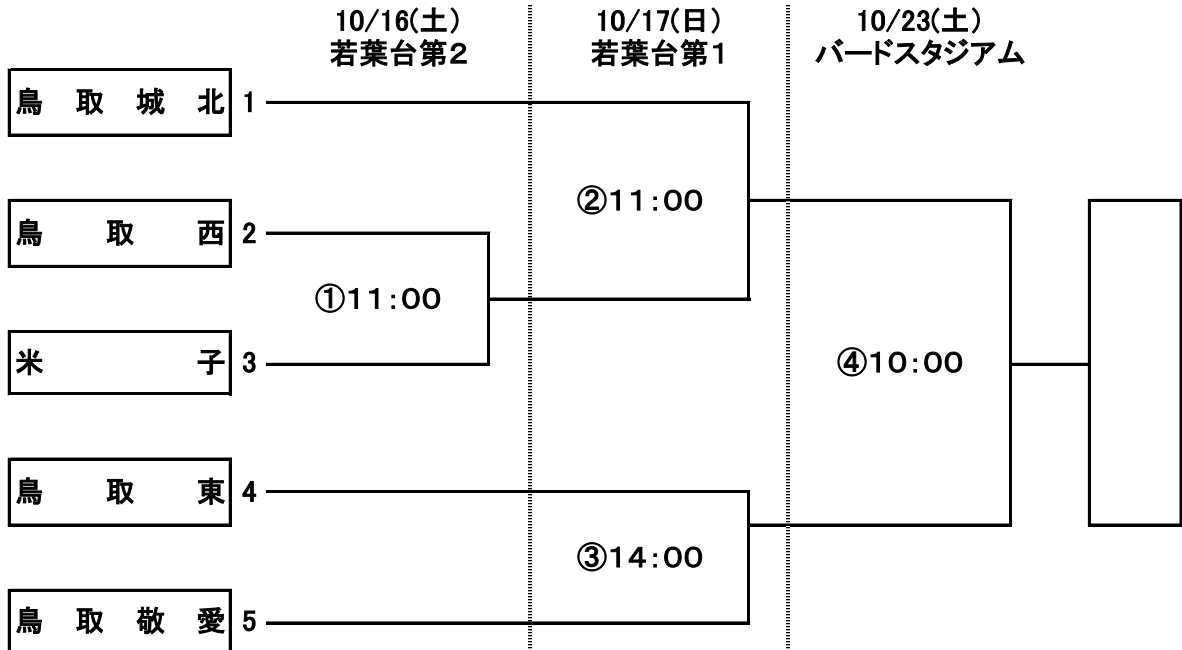 10/16(土) 10/17(日) 10/23(土)
若葉台第２ 若葉台第１ バードスタジアム
鳥取城北 1
②11:00
鳥取西 2
①11:00
米子 3
④10:00
鳥取東 4
③14:00
鳥取敬愛 5